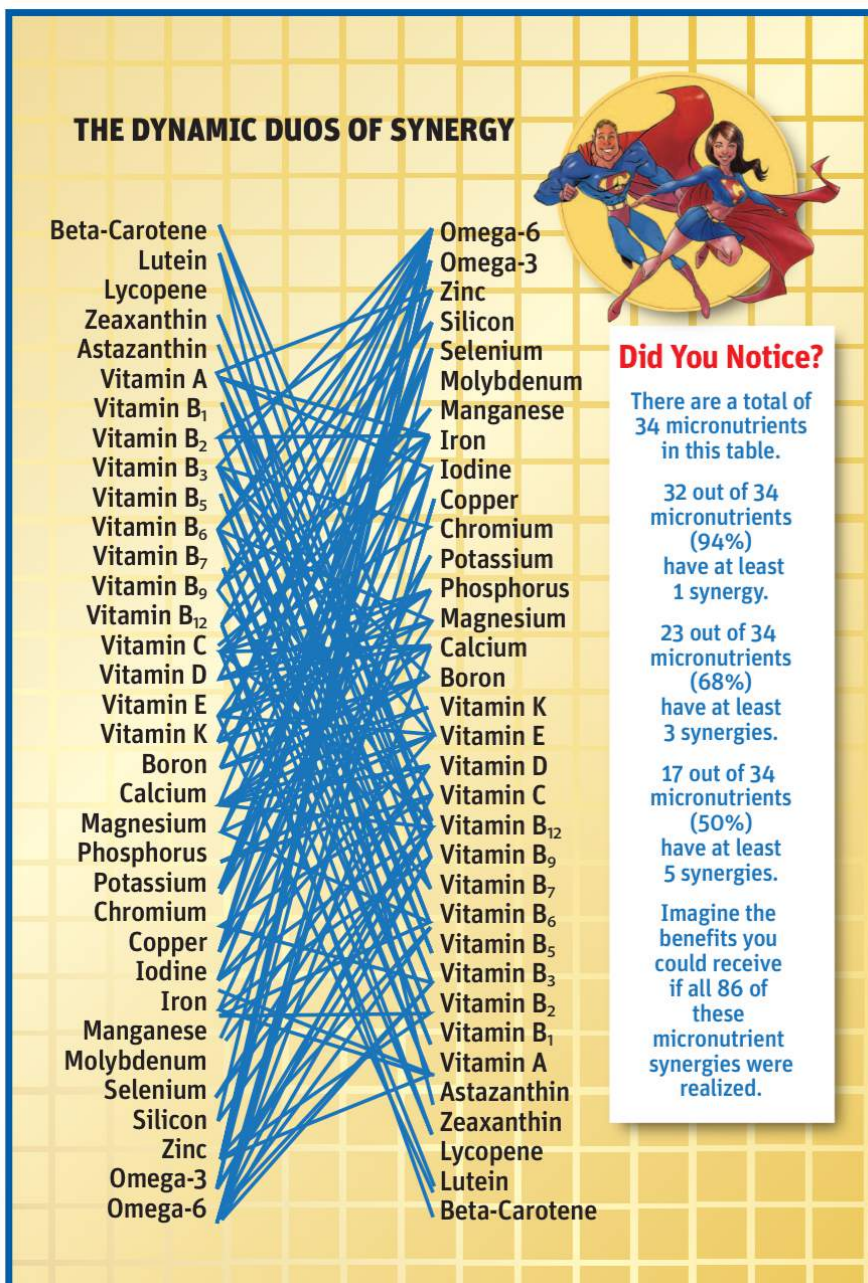 THE DYNAMIC DUOS OF SYNERGY
Beta-Carotene
Lutein
Lycopene
Zeaxanthin
Astazanthin
Vitamin A
Vitamin B₁
Vitamin B₂
Vitamin B₃
Vitamin B₅
Vitamin B₆
Vitamin B₇
Vitamin B₉
Vitamin B₁₂
Vitamin C
Vitamin D
Vitamin E
Vitamin K
Boron
Calcium
Magnesium
Phosphorus
Potassium
Chromium
Copper
Iodine
Iron
Manganese
Molybdenum
Selenium
Silicon
Zinc
Omega-3
Omega-6
Omega-6
Omega-3
Zinc
Silicon
Selenium
Molybdenum
Manganese
Iron
Iodine
Copper
Chromium
Potassium
Phosphorus
Magnesium
Calcium
Boron
Vitamin K
Vitamin E
Vitamin D
Vitamin C
Vitamin B₁₂
Vitamin B₉
Vitamin B₇
Vitamin B₆
Vitamin B₅
Vitamin B₃
Vitamin B₂
Vitamin B₁
Vitamin A
Astazanthin
Zeaxanthin
Lycopene
Lutein
Beta-Carotene
Did You Notice?
There are a total of
34 micronutrients
in this table.
32 out of 34
micronutrients
(94%)
have at least
1 synergy.
23 out of 34
micronutrients
(68%)
have at least
3 synergies.
17 out of 34
micronutrients
(50%)
have at least
5 synergies.
Imagine the
benefits you
could receive
if all 86 of
these
micronutrient
synergies were
realized.